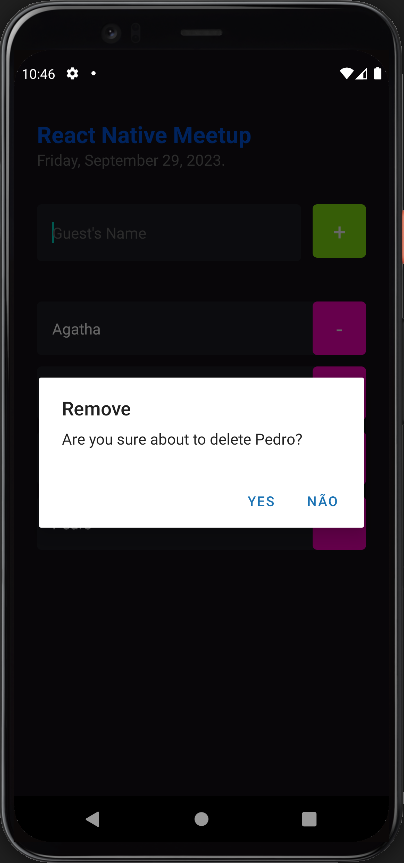 10:46
React Native Meetup
Friday, September 29, 2023.
Guest's Name
+
Agatha
-
Remove
Are you sure about to delete Pedro?
YES
NÃO